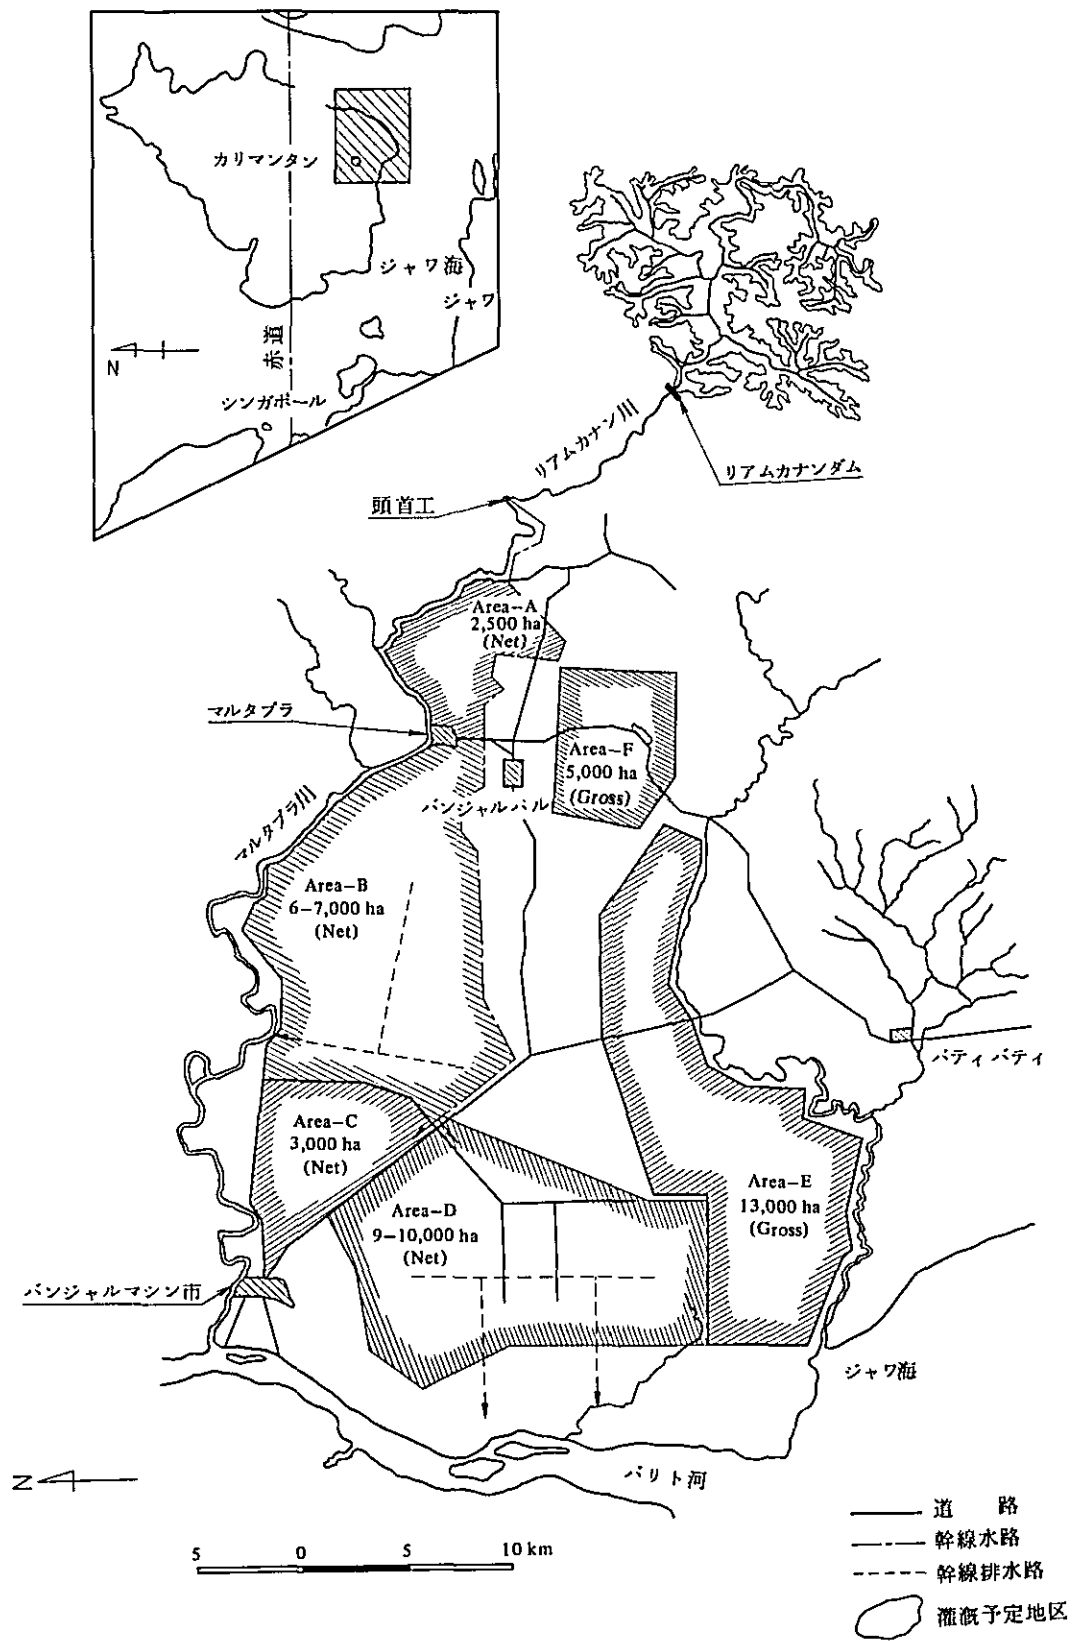 カリマンタン
ジャワ海
ジャワ
N
赤道
シンガポール
リアムカナン川
リアムカナンダム
頭首工
Area-A
2,500 ha
(Net)
マルタプラ
Area-F
5,000 ha
(Gross)
バンジャルバル
マルタプラ川
Area-B
6-7,000 ha
(Net)
バティバティ
Area-C
3,000 ha
(Net)
Area-D
9-10,000 ha
(Net)
Area-E
13,000 ha
(Gross)
バンジャルマシン市
ジャワ海
バリト河
N
5 0 5 10 km
道 路
幹線水路
幹線排水路
灌漑予定地区